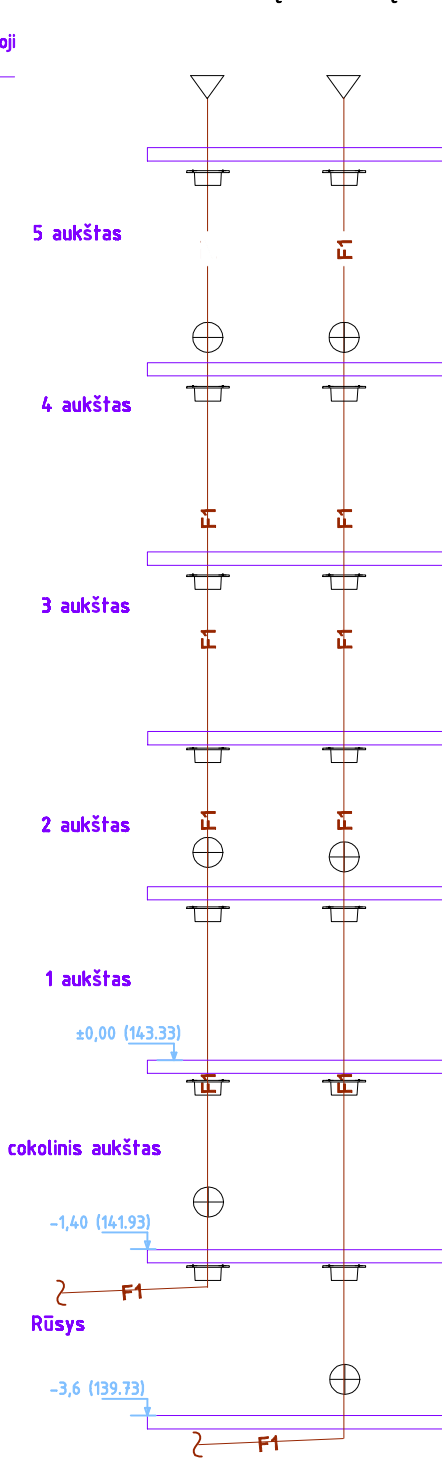 oji
5 aukštas
F1
4 aukštas
F1 F1
3 aukštas
F1 F1
2 aukštas
F1 F1
1 aukštas
±0,00 (143.33)
F1 F1
cokolinis aukštas
-1,40 (141.93)
F1
Rūsys
-3,6 (139.73)
F1